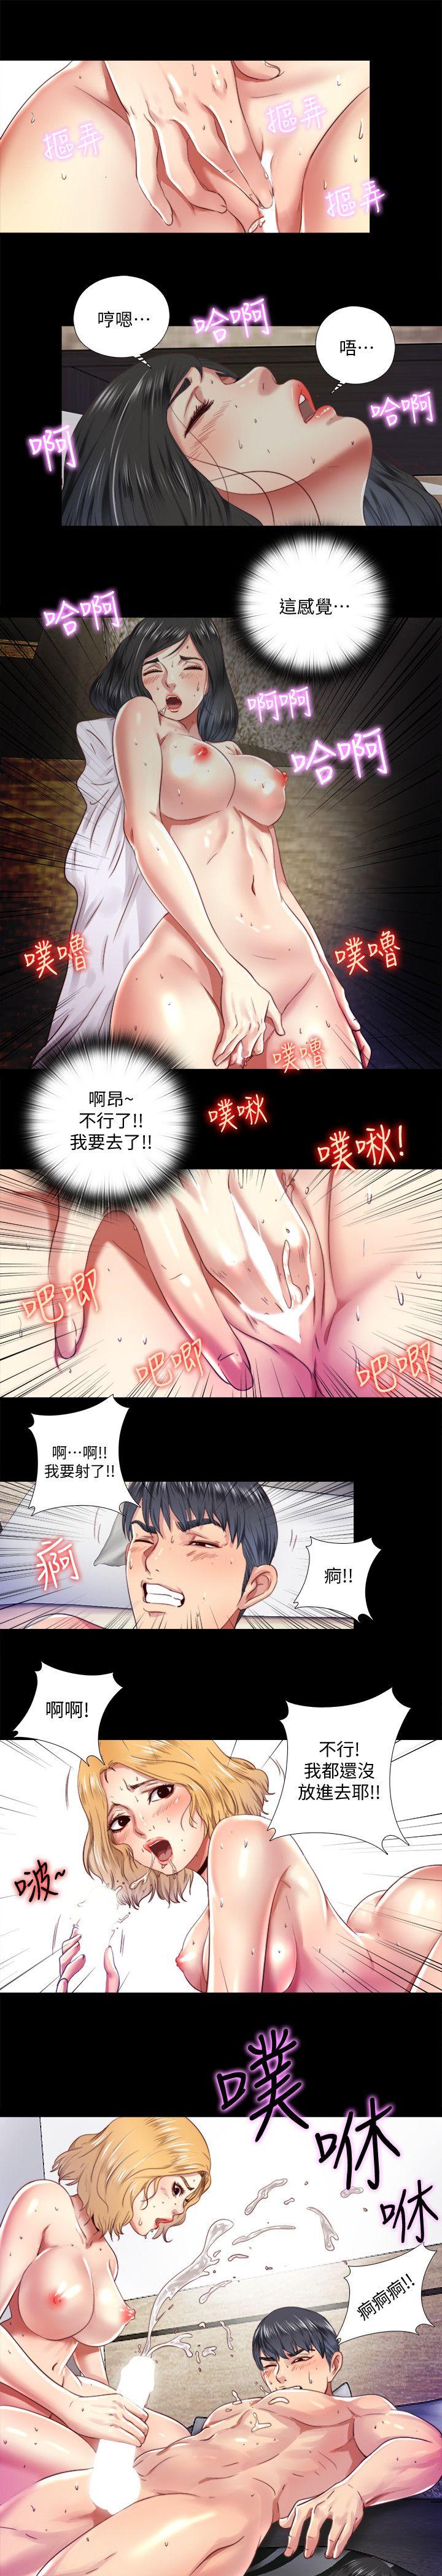 摳弄
摳弄
摳弄
哼嗯⋯
哈啊
唔⋯
哈啊
啊
這感覺⋯
哈啊
啊啊
哈啊
噗嚕
噗嚕
噗嚕
啊昂~
不行了!!
我要去了!!
噗啾
噗啾!
吧唧
吧唧
吧唧
啊⋯啊!!
我要射了!!
痾
痾!!
啊啊!
不行!
我都還沒
放進去耶!!
啵~
噗
咻
咻
痾痾痾!!